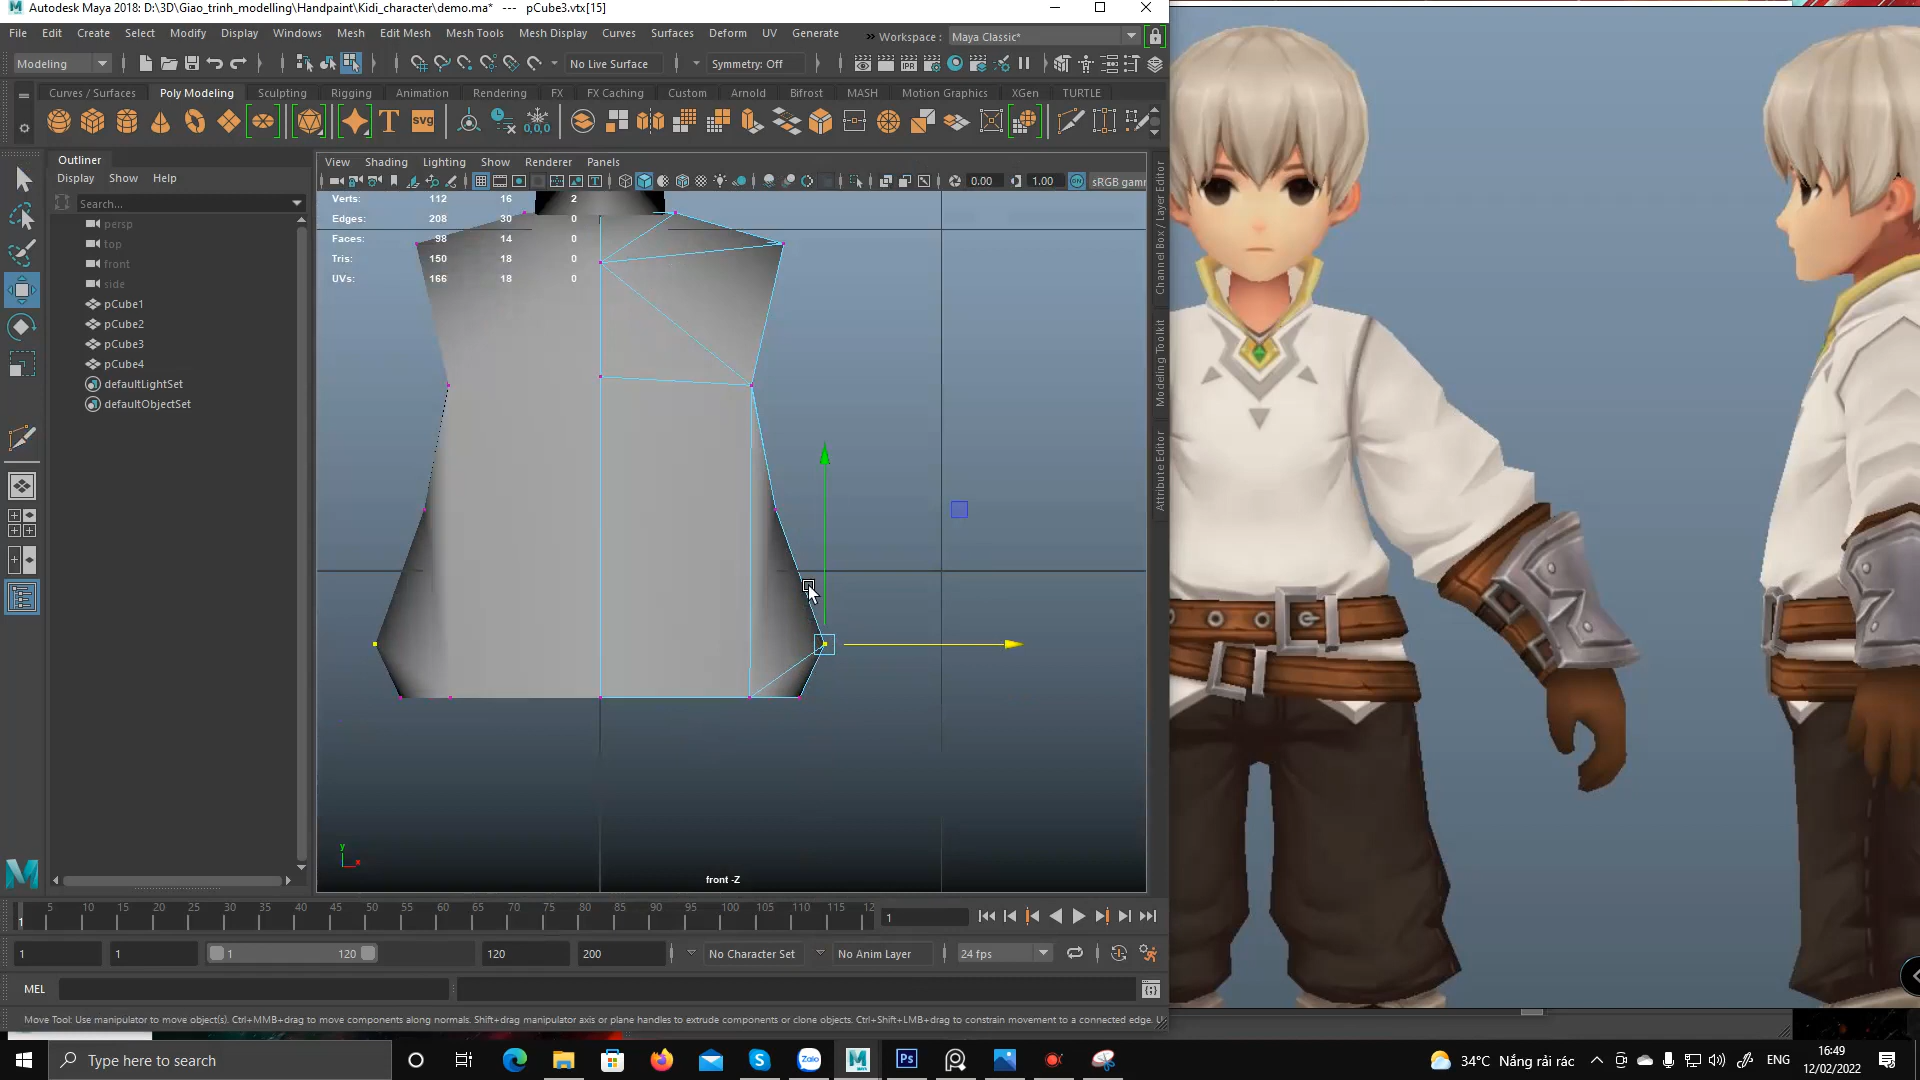 Autodesk Maya 2018: D:\3D\Giao_trinh_modelling\Handpaint\Kidi_character\demo.ma* --- pCube3.vtx[15]
File Edit Create Select Modify Display Windows Mesh Edit Mesh Mesh Tools Mesh Display Curves Surfaces Deform UV Generate Workspace : Maya Classic*
Modeling No Live Surface Symmetry: Off
Curves / Surfaces Poly Modeling Sculpting Rigging Animation Rendering FX FX Caching Custom Arnold Bifrost MASH Motion Graphics XGen TURTLE
T svg 0,0,0
Outliner
Display Show Help
Search...
persp
top
front
side
pCube1
pCube2
pCube3
pCube4
defaultLightSet
defaultObjectSet
View Shading Lighting Show Renderer Panels
IPR
0.00 1.00 ON sRGB gamm
Verts: 112 16 2
Edges: 208 30 0
Faces: 98 14 0
Tris: 150 18 0
UVs: 166 18 0
y
x
front -Z
Channel Box / Layer Editor
Modeling Toolkit
Attribute Editor
1 5 10 15 20 25 30 35 40 45 50 55 60 65 70 75 80 85 90 95 100 105 110 115 12
1
1 1 1 120 120 200 No Character Set No Anim Layer 24 fps
MEL
Move Tool: Use manipulator to move object(s). Ctrl+MMB+drag to move components along normals. Shift+drag manipulator axis or plane handles to extrude components or clone objects. Ctrl+Shift+LMB+drag to constrain movement to a connected edge. U
Type here to search
Zalo
Ps
34°C Nắng rải rác
ENG
16:49
12/02/2022